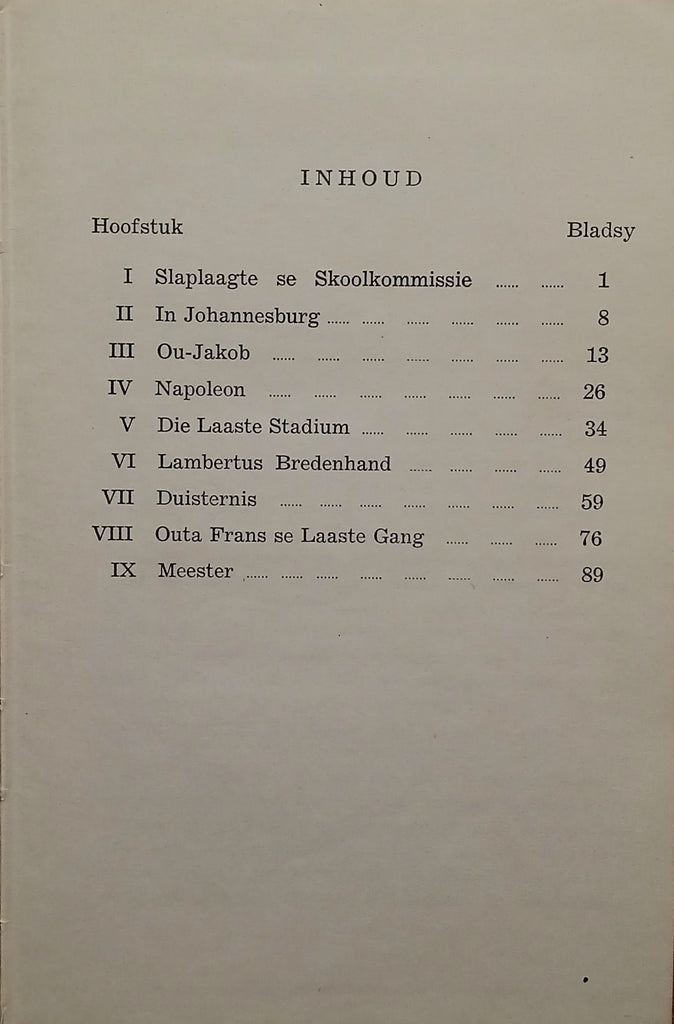 INHOUD
Hoofstuk Bladsy
I Slaplaagte se Skoolkommissie ...... ...... 1
II In Johannesburg ...... ...... ...... ...... ...... ...... 8
III Ou-Jakob ...... ...... ...... ...... ...... ...... ...... 13
IV Napoleon ...... ...... ...... ...... ...... ...... ...... 26
V Die Laaste Stadium ...... ...... ...... ...... ...... 34
VI Lambertus Bredenhand ...... ...... ...... ...... 49
VII Duisternis ...... ...... ...... ...... ...... ...... ...... 59
VIII Outa Frans se Laaste Gang ...... ...... ...... 76
IX Meester ...... ...... ...... ...... ...... ...... ...... ...... 89